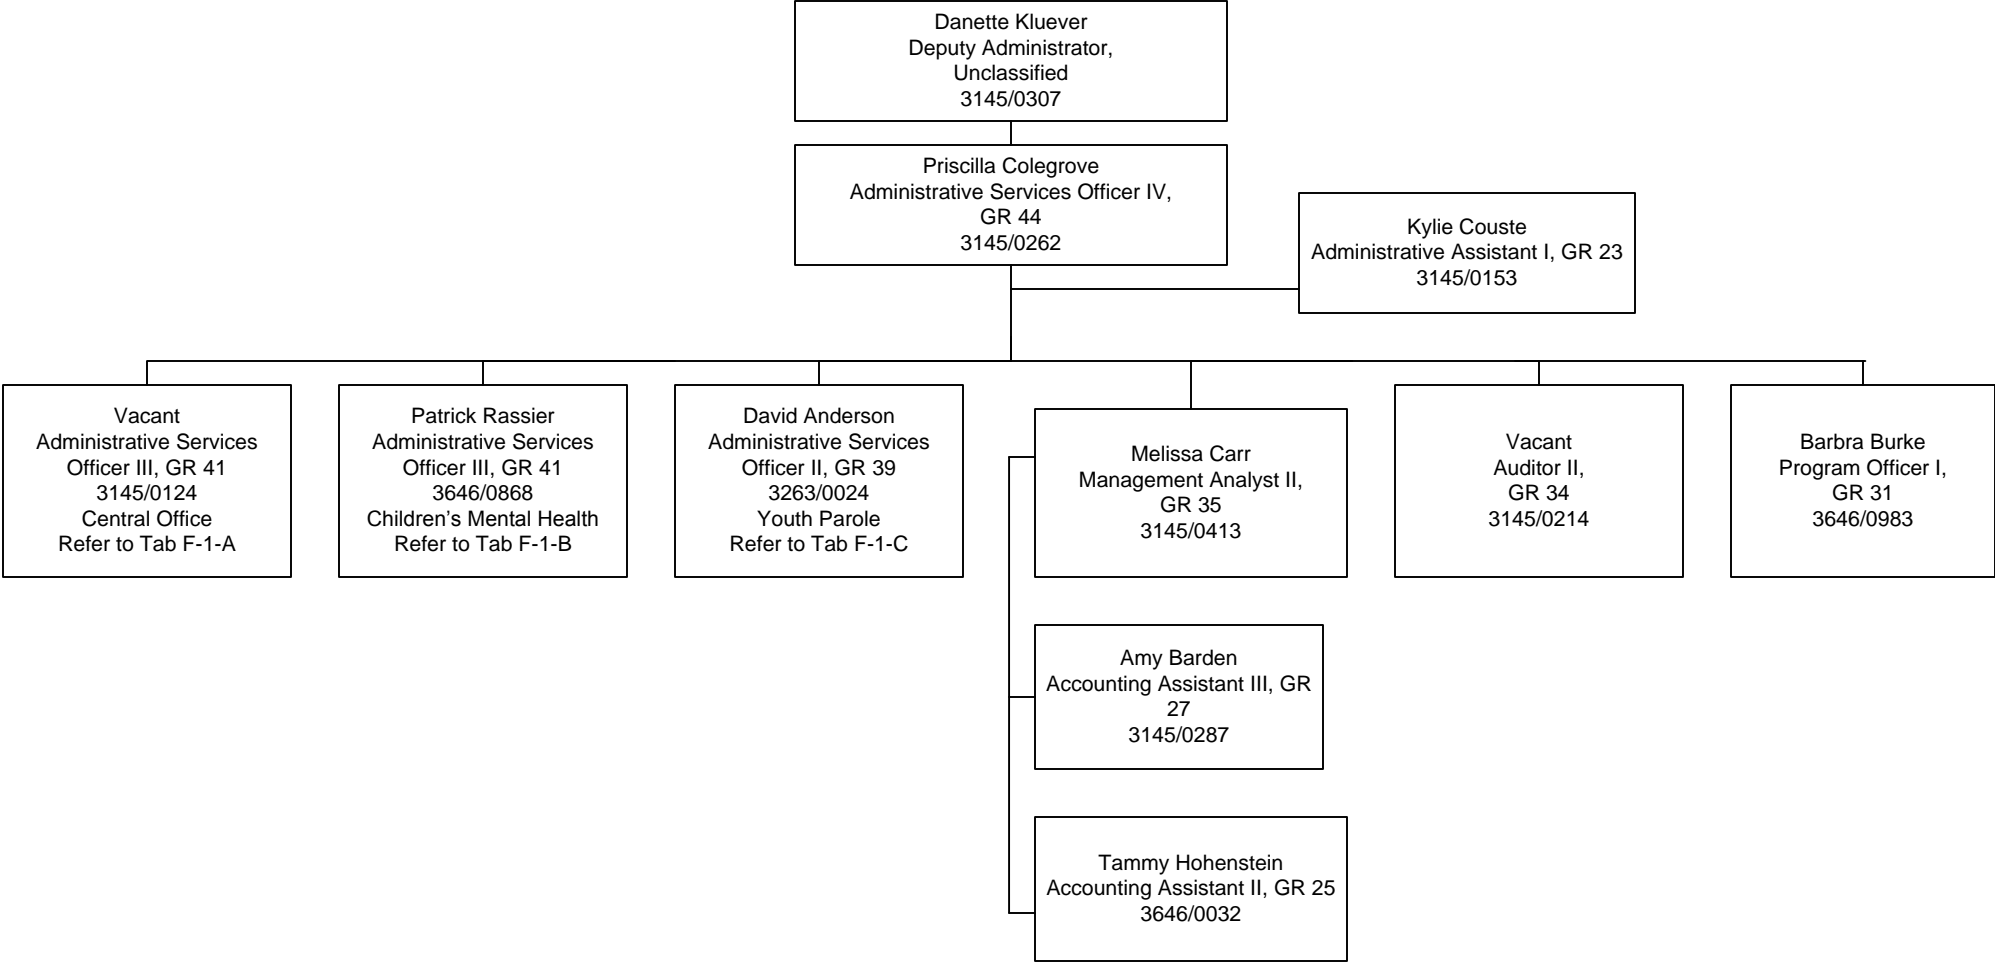 Danette Kluever
Deputy Administrator,
Unclassified
3145/0307
Priscilla Colegrove
Administrative Services Officer IV,
GR 44
3145/0262
Kylie Couste
Administrative Assistant I, GR 23
3145/0153
Vacant
Administrative Services
Officer III, GR 41
3145/0124
Central Office
Refer to Tab F-1-A
Patrick Rassier
Administrative Services
Officer III, GR 41
3646/0868
Children’s Mental Health
Refer to Tab F-1-B
David Anderson
Administrative Services
Officer II, GR 39
3263/0024
Youth Parole
Refer to Tab F-1-C
Melissa Carr
Management Analyst II,
GR 35
3145/0413
Vacant
Auditor II,
GR 34
3145/0214
Barbra Burke
Program Officer I,
GR 31
3646/0983
Amy Barden
Accounting Assistant III, GR
27
3145/0287
Tammy Hohenstein
Accounting Assistant II, GR 25
3646/0032